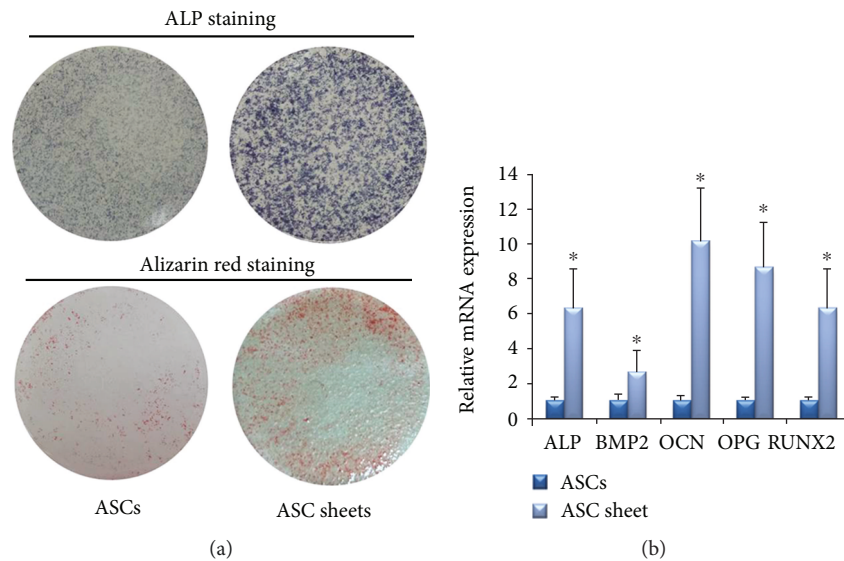 ALP staining
Alizarin red staining
ASCs
ASC sheets
(a)
Relative mRNA expression
14
12
10
8
6
4
2
0
*
*
*
*
*
ALP BMP2 OCN OPG RUNX2
ASCs
ASC sheet
(b)